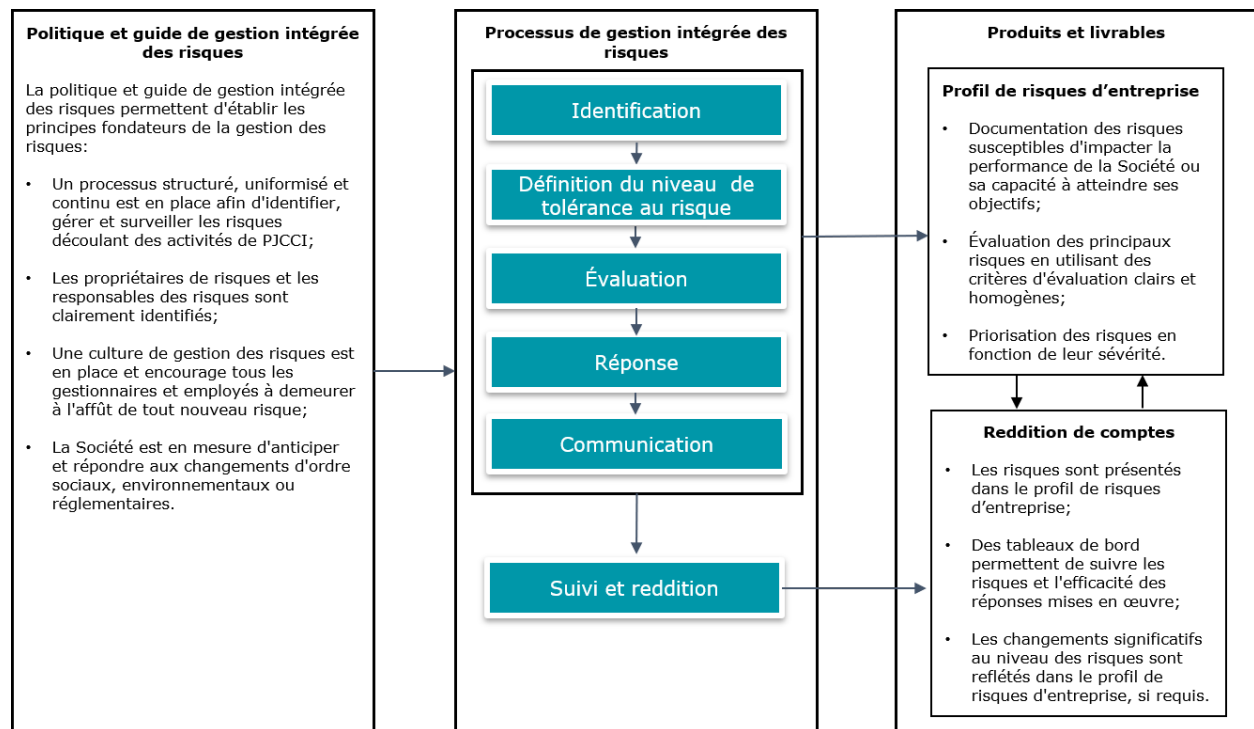 Politique et guide de gestion intégrée
des risques
La politique et guide de gestion intégrée
des risques permettent d'établir les
principes fondateurs de la gestion des
risques:
• Un processus structuré, uniformisé et
continu est en place afin d'identifier,
gérer et surveiller les risques
découlant des activités de PJCCI;
• Les propriétaires de risques et les
responsables des risques sont
clairement identifiés;
• Une culture de gestion des risques est
en place et encourage tous les
gestionnaires et employés à demeurer
à l'affût de tout nouveau risque;
• La Société est en mesure d'anticiper
et répondre aux changements d'ordre
sociaux, environnementaux ou
réglementaires.
Processus de gestion intégrée des
risques
Identification
Définition du niveau de
tolérance au risque
Évaluation
Réponse
Communication
Suivi et reddition
Produits et livrables
Profil de risques d’entreprise
• Documentation des risques
susceptibles d'impacter la
performance de la Société ou
sa capacité à atteindre ses
objectifs;
• Évaluation des principaux
risques en utilisant des
critères d'évaluation clairs et
homogènes;
• Priorisation des risques en
fonction de leur sévérité.
Reddition de comptes
• Les risques sont présentés
dans le profil de risques
d’entreprise;
• Des tableaux de bord
permettent de suivre les
risques et l'efficacité des
réponses mises en œuvre;
• Les changements significatifs
au niveau des risques sont
reflétés dans le profil de
risques d'entreprise, si requis.